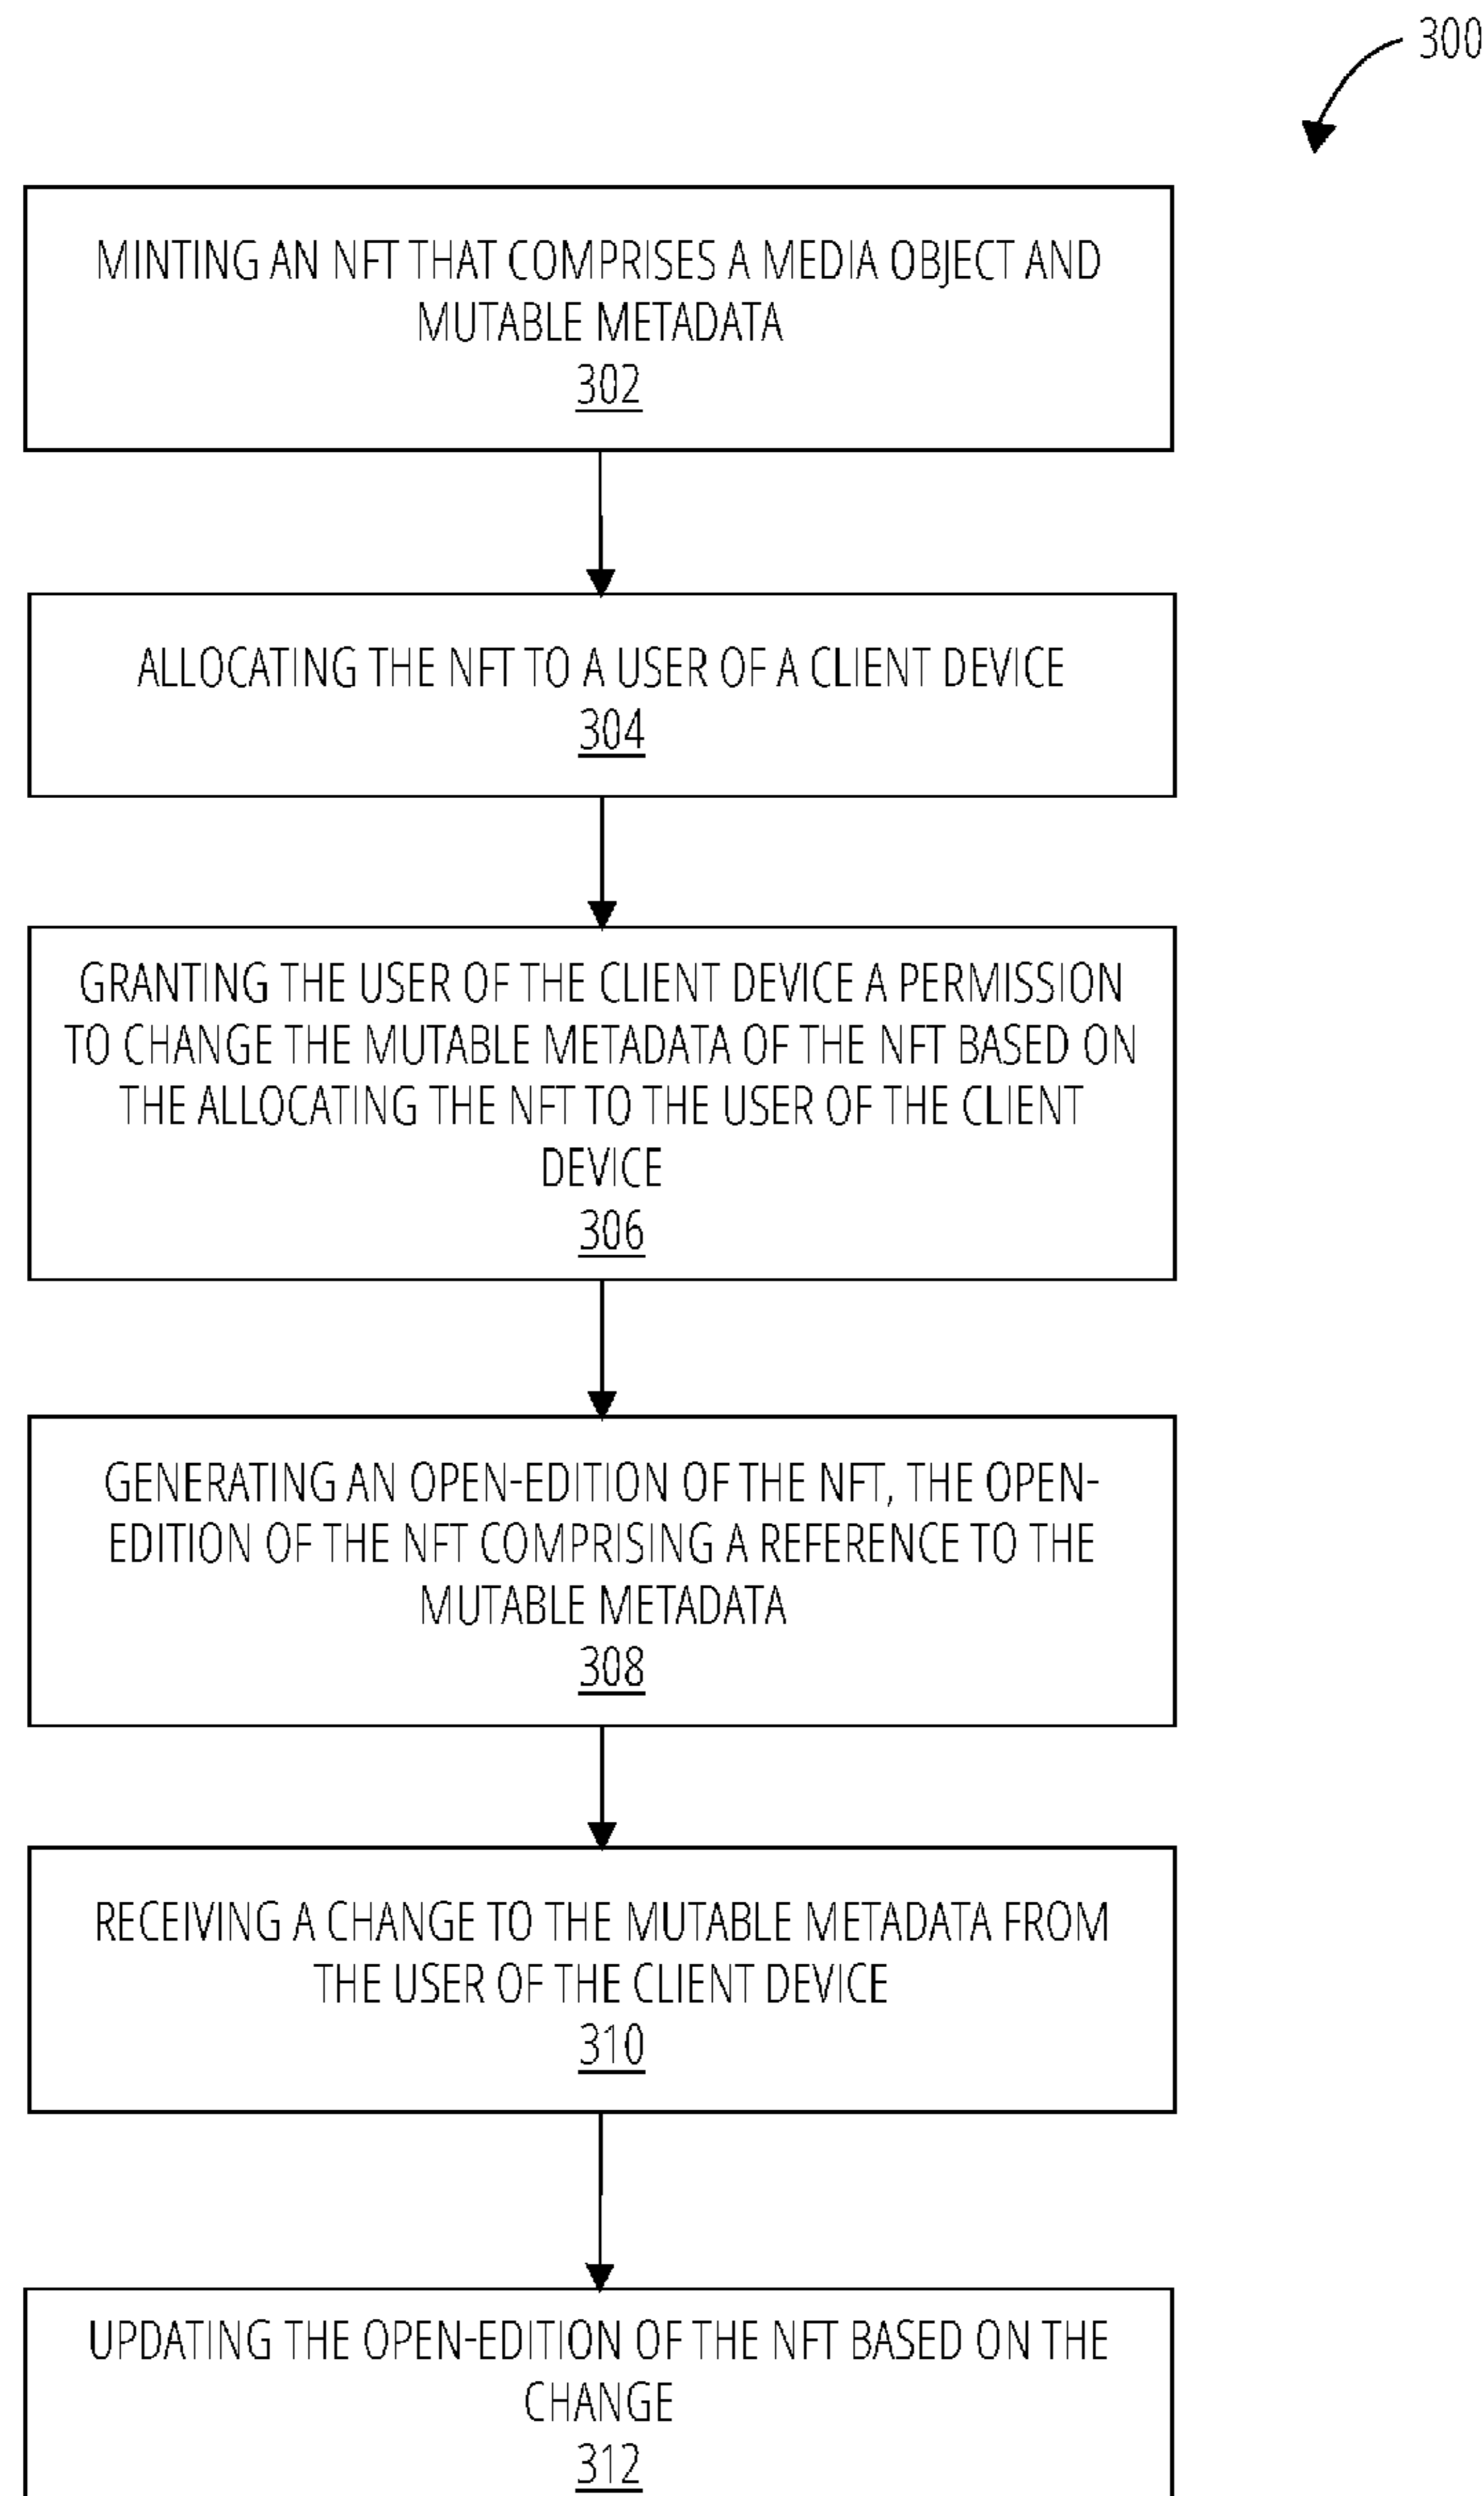 300
MINTING AN NFT THAT COMPRISES A MEDIA OBJECT AND
MUTABLE METADATA
302
ALLOCATING THE NFT TO A USER OF A CLIENT DEVICE
304
GRANTING THE USER OF THE CLIENT DEVICE A PERMISSION
TO CHANGE THE MUTABLE METADATA OF THE NFT BASED ON
THE ALLOCATING THE NFT TO THE USER OF THE CLIENT
DEVICE
306
GENERATING AN OPEN-EDITION OF THE NFT, THE OPEN-
EDITION OF THE NFT COMPRISING A REFERENCE TO THE
MUTABLE METADATA
308
RECEIVING A CHANGE TO THE MUTABLE METADATA FROM
THE USER OF THE CLIENT DEVICE
310
UPDATING THE OPEN-EDITION OF THE NFT BASED ON THE
CHANGE
312